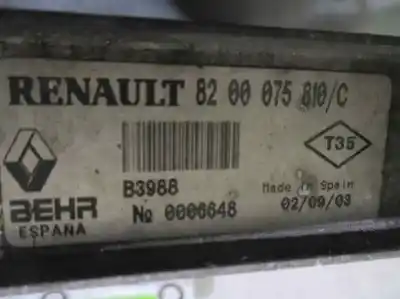 RENAULT 82 00 075 810/C
T35
B3988
Made in Spain
BEHR
№ 0006648
02/09/03
ESPAÑA